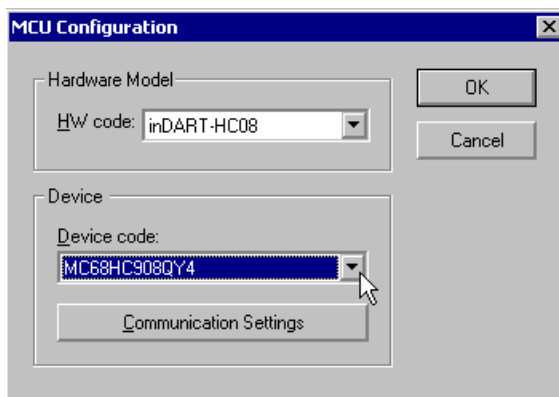 MCU Configuration
Hardware Model
HW code: inDART-HC08
OK
Cancel
Device
Device code:
MC68HC908QY4
Communication Settings